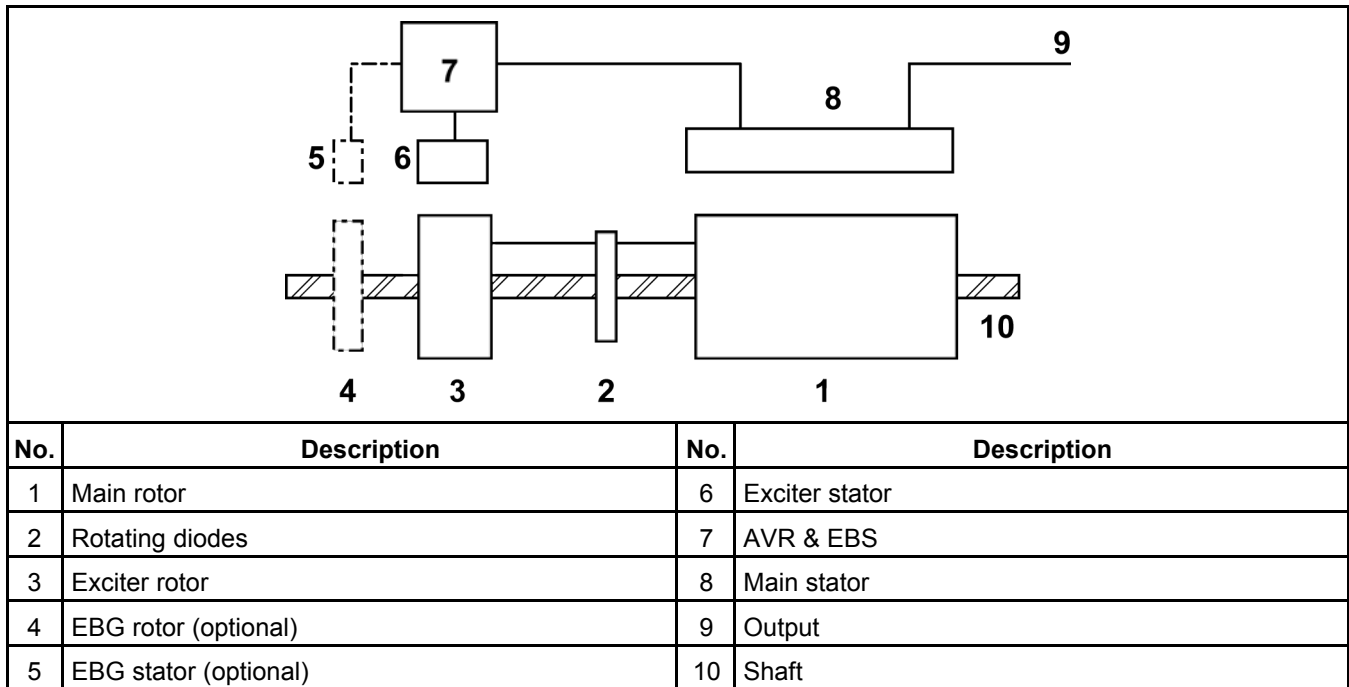 9
7
8
5
6
10
4
3
2
1
No. Description No. Description
1 Main rotor 6 Exciter stator
2 Rotating diodes 7 AVR & EBS
3 Exciter rotor 8 Main stator
4 EBG rotor (optional) 9 Output
5 EBG stator (optional) 10 Shaft